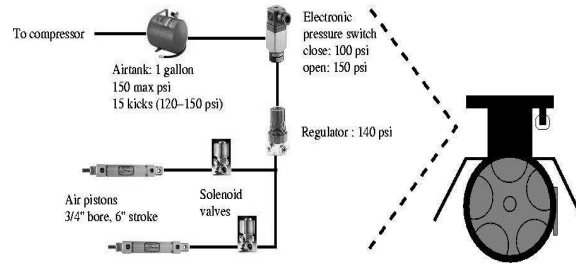 To compressor
Airtank: 1 gallon
150 max psi
15 kicks (120–150 psi)
Electronic
pressure switch
close: 100 psi
open: 150 psi
Regulator : 140 psi
Air pistons
3/4" bore, 6" stroke
Solenoid
valves